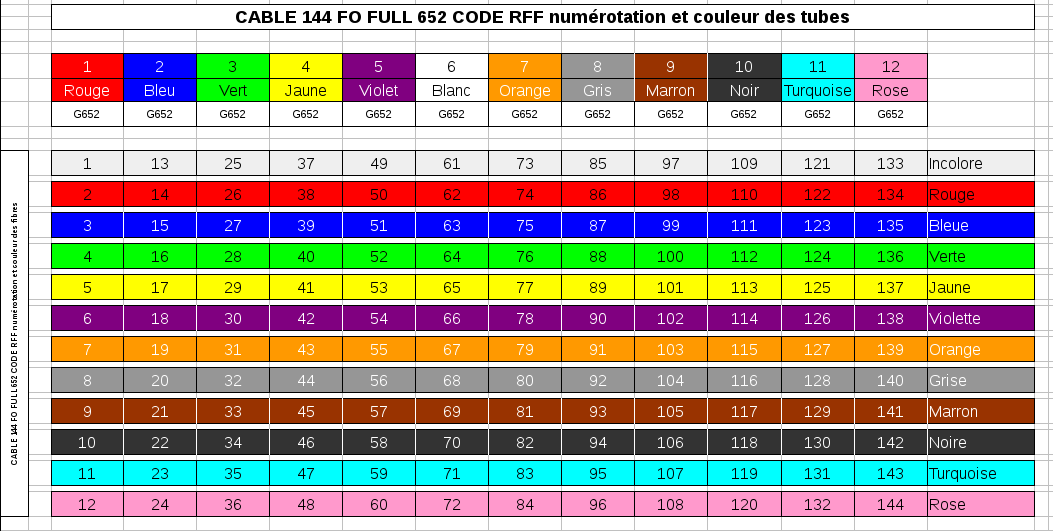 CABLE 144 FO FULL 652 CODE RFF numérotation et couleur des tubes
1 2 3 4 5 6 7 8 9 10 11 12
Rouge Bleu Vert Jaune Violet Blanc Orange Gris Marron Noir Turquoise Rose
G652 G652 G652 G652 G652 G652 G652 G652 G652 G652 G652 G652
CABLE 144 FO FULL 652 CODE RFF numérotation et couleur des fibres
1 13 25 37 49 61 73 85 97 109 121 133 Incolore
2 14 26 38 50 62 74 86 98 110 122 134 Rouge
3 15 27 39 51 63 75 87 99 111 123 135 Bleue
4 16 28 40 52 64 76 88 100 112 124 136 Verte
5 17 29 41 53 65 77 89 101 113 125 137 Jaune
6 18 30 42 54 66 78 90 102 114 126 138 Violette
7 19 31 43 55 67 79 91 103 115 127 139 Orange
8 20 32 44 56 68 80 92 104 116 128 140 Grise
9 21 33 45 57 69 81 93 105 117 129 141 Marron
10 22 34 46 58 70 82 94 106 118 130 142 Noire
11 23 35 47 59 71 83 95 107 119 131 143 Turquoise
12 24 36 48 60 72 84 96 108 120 132 144 Rose